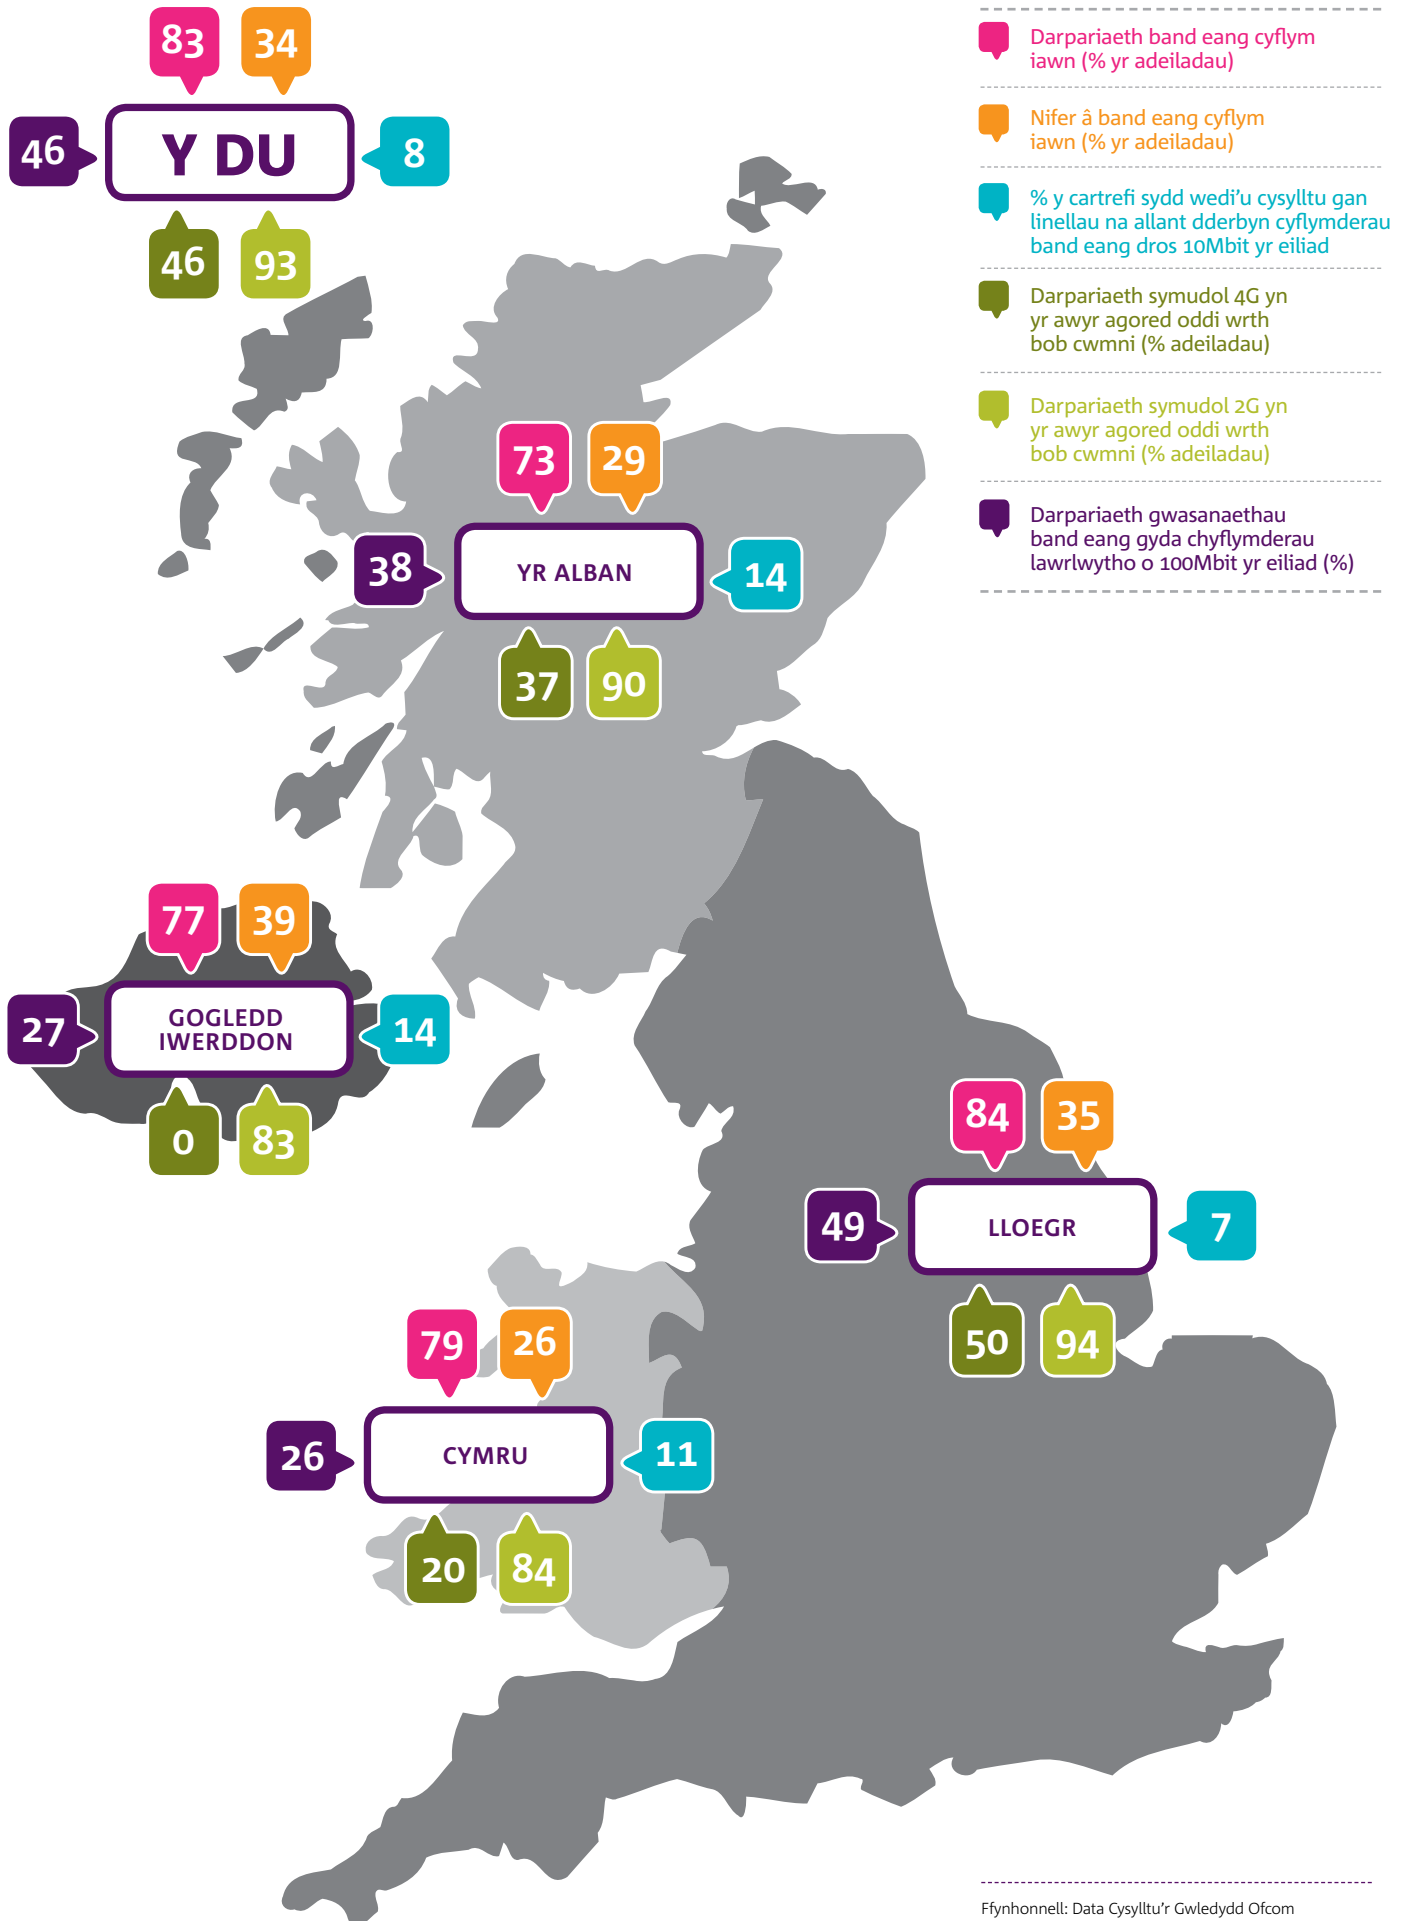 83
34
46
Y DU
8
46
93
Darpariaeth band eang cyflym
iawn (% yr adeiladau)
Nifer â band eang cyflym
iawn (% yr adeiladau)
% y cartrefi sydd wedi'u cysylltu gan
linellau na allant dderbyn cyflymderau
band eang dros 10Mbit yr eiliad
Darpariaeth symudol 4G yn
yr awyr agored oddi wrth
bob cwmni (% adeiladau)
Darpariaeth symudol 2G yn
yr awyr agored oddi wrth
bob cwmni (% adeiladau)
Darpariaeth gwasanaethau
band eang gyda chyflymderau
lawrlwytho o 100Mbit yr eiliad (%)
73
29
38
YR ALBAN
14
37
90
77
39
27
GOGLEDD
IWERDDON
14
0
83
84
35
49
LLOEGR
7
50
94
79
26
26
CYMRU
11
20
84
Ffynhonnell: Data Cysylltu'r Gwledydd Ofcom